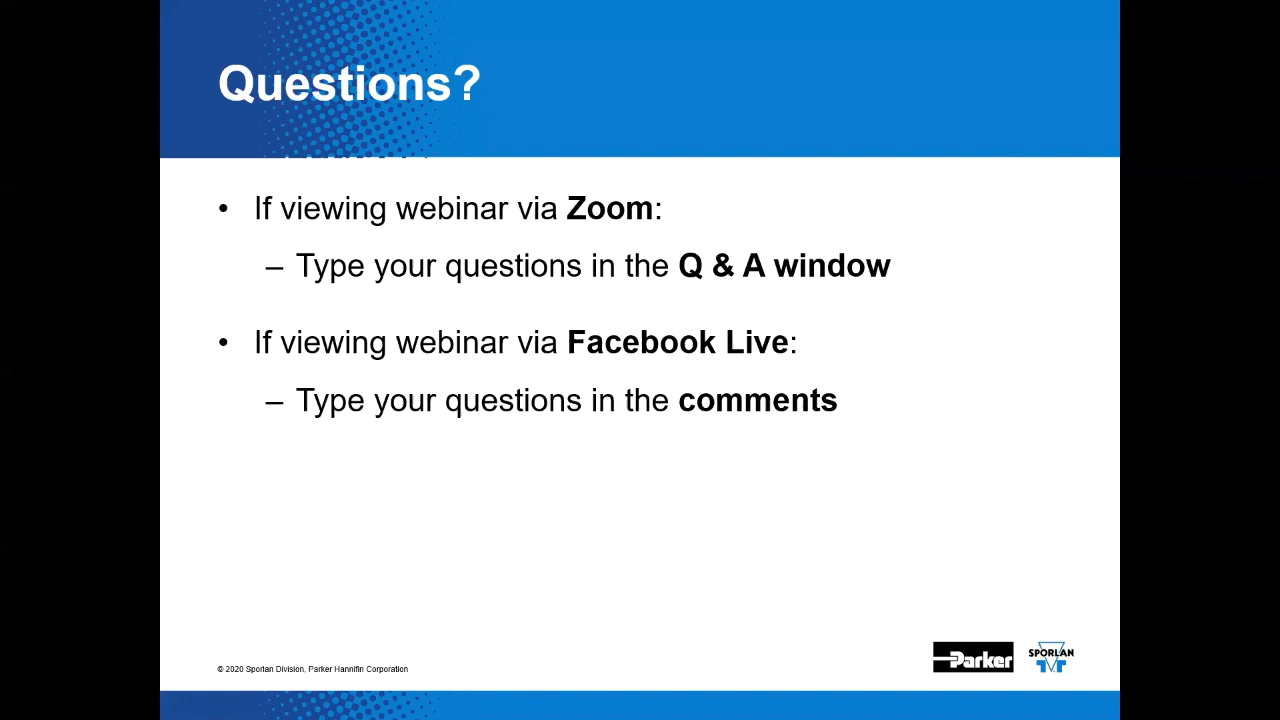 Questions?
• If viewing webinar via Zoom:
– Type your questions in the Q & A window
• If viewing webinar via Facebook Live:
– Type your questions in the comments
© 2020 Sporlan Division, Parker Hannifin Corporation
Parker
SPORLAN